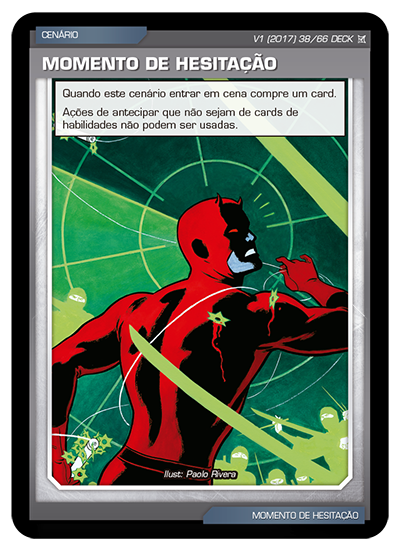 CENÁRIO
V1 (2017) 38/66 DECK
MOMENTO DE HESITAÇÃO
Quando este cenário entrar em cena compre um card.
Ações de antecipar que não sejam de cards de
habilidades não podem ser usadas.
Ilust: Paolo Rivera
MOMENTO DE HESITAÇÃO